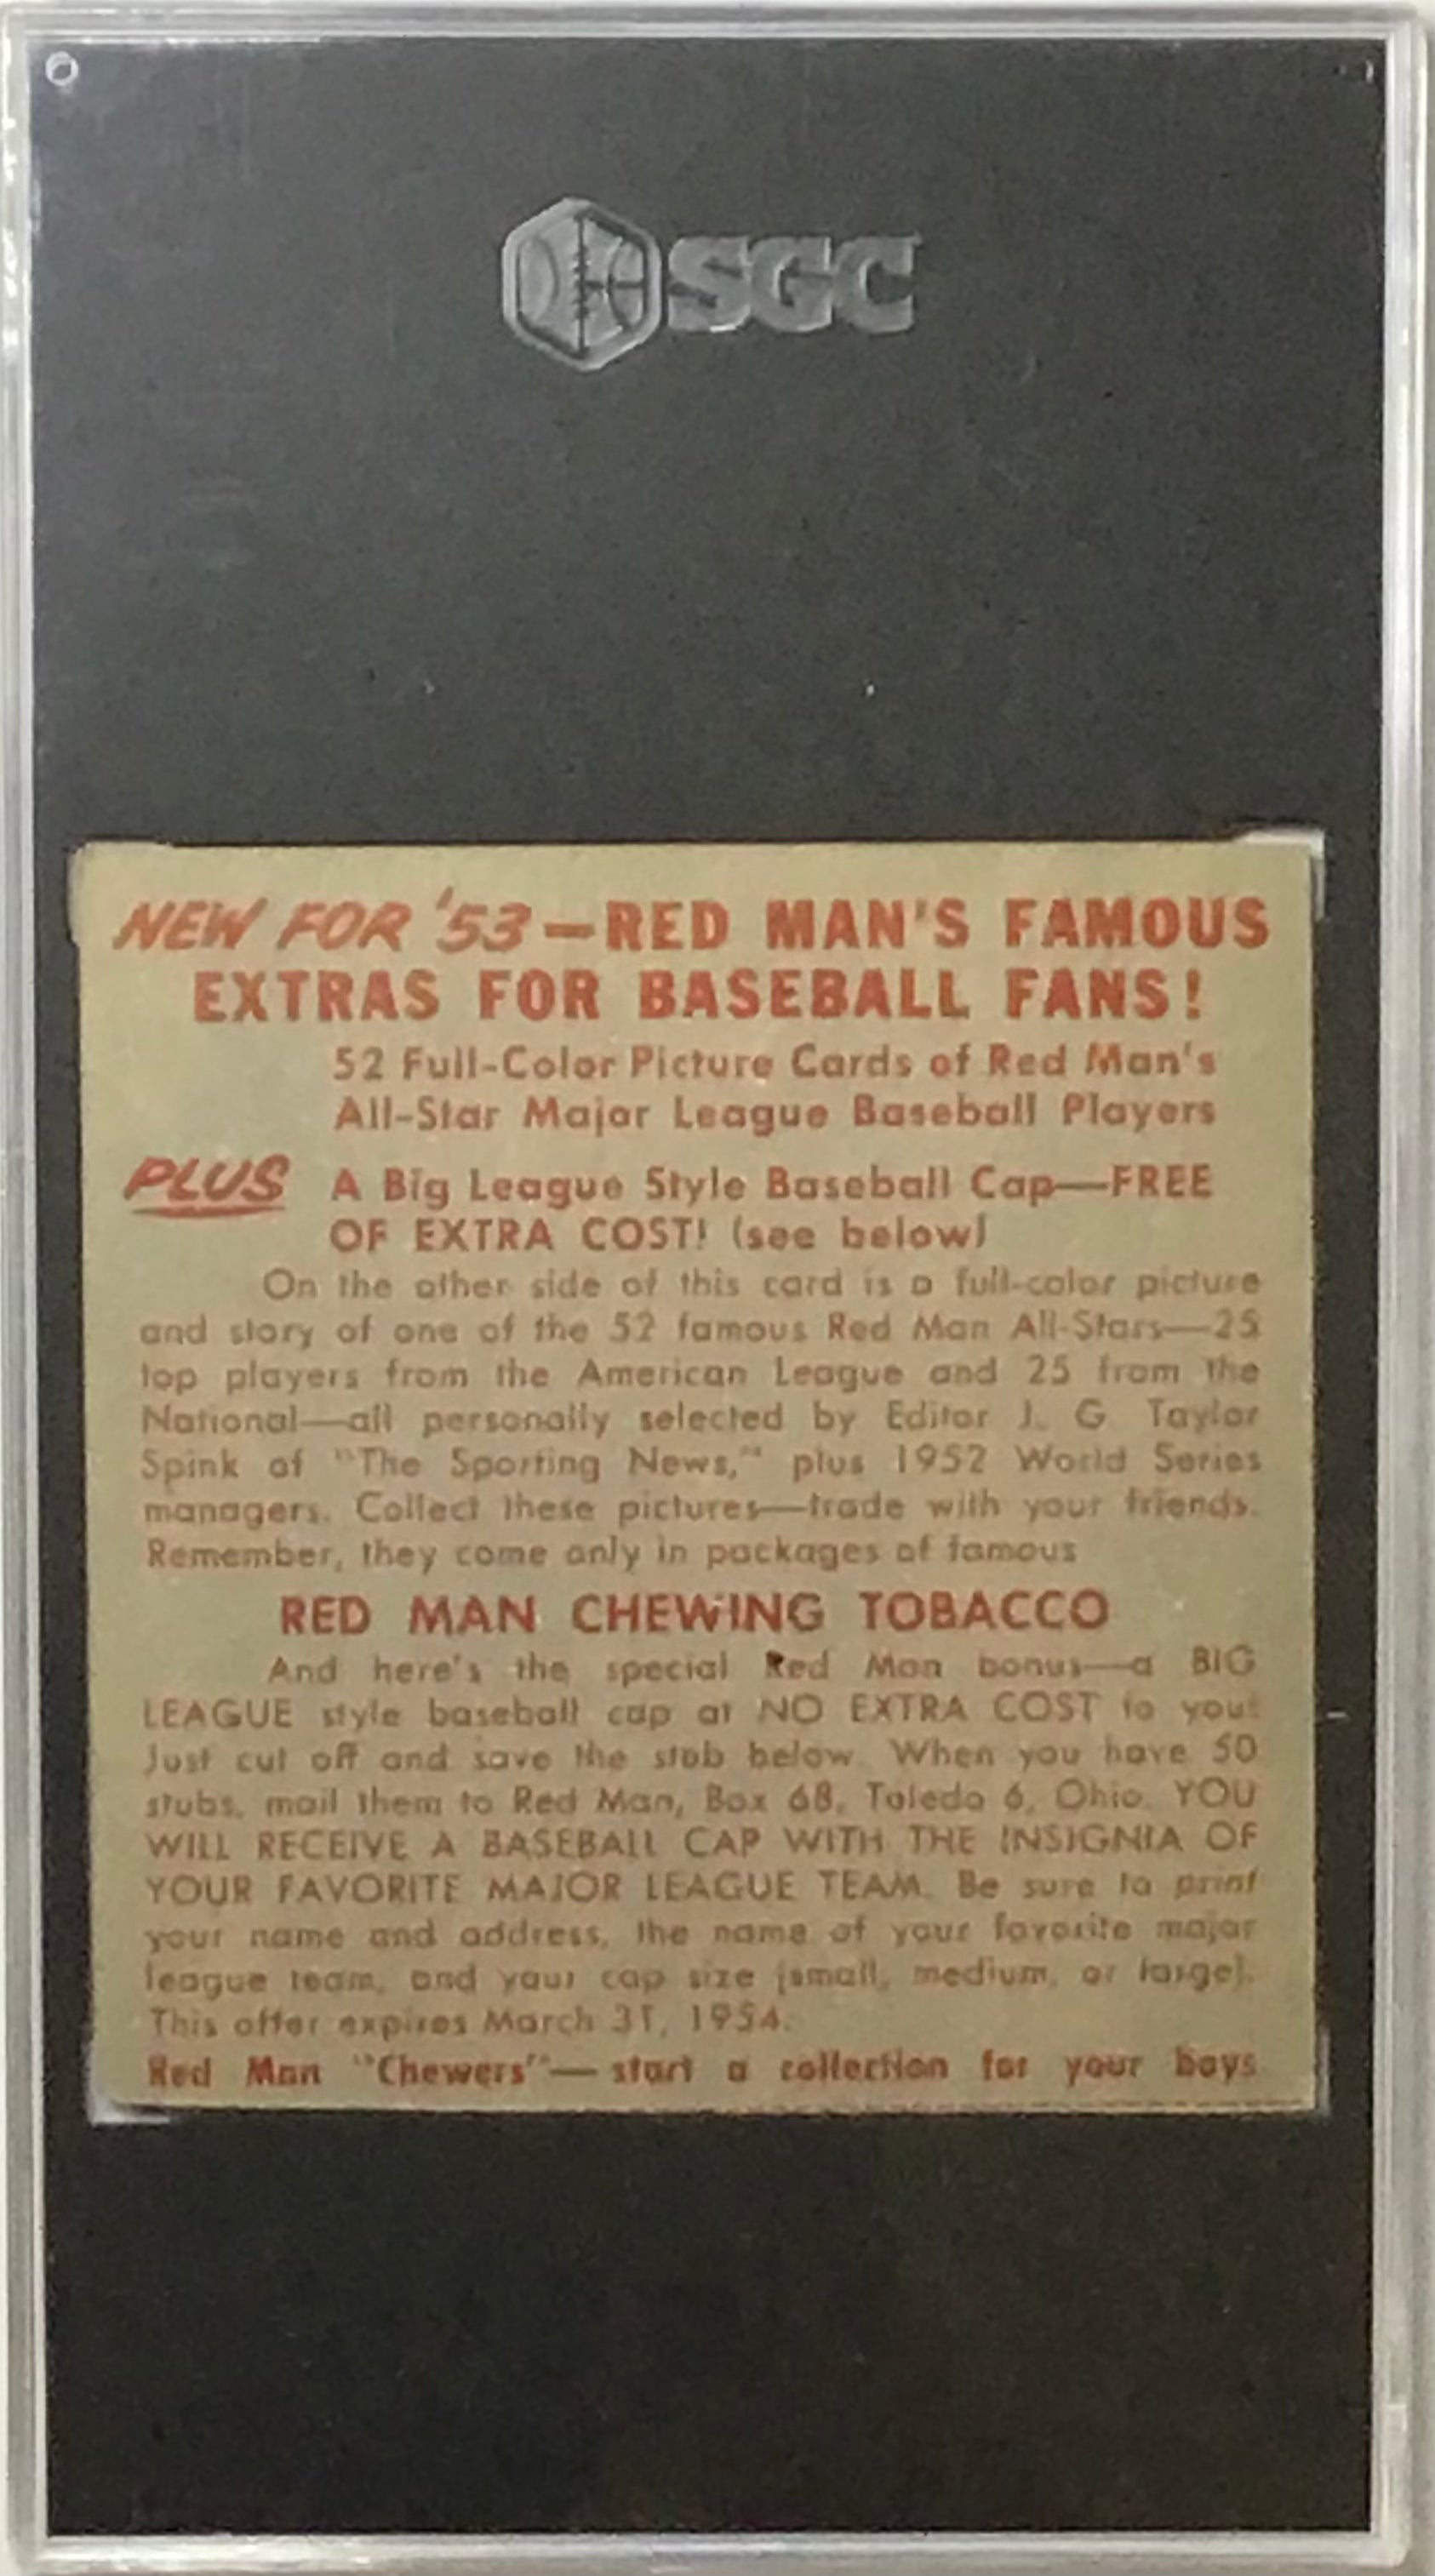 SGC
NEW FOR '53—RED MAN'S FAMOUS
EXTRAS FOR BASEBALL FANS!
52 Full-Color Picture Cards of Red Man's
All-Star Major League Baseball Players
PLUS A Big League Style Baseball Cap—FREE
OF EXTRA COST! (see below)
On the other side of this card is a full-color picture
and story of one of the 52 famous Red Man All-Stars—25
top players from the American League and 25 from the
National—all personally selected by Editor J. G. Taylor
Spink of "The Sporting News," plus 1952 World Series
managers. Collect these pictures—trade with your friends.
Remember, they come only in packages of famous
RED MAN CHEWING TOBACCO
And here's the special Red Man bonus—a BIG
LEAGUE style baseball cap at NO EXTRA COST to you!
Just cut off and save the stub below. When you have 50
stubs, mail them to Red Man, Box 68, Toledo 6, Ohio. YOU
WILL RECEIVE A BASEBALL CAP WITH THE INSIGNIA OF
YOUR FAVORITE MAJOR LEAGUE TEAM. Be sure to print
your name and address, the name of your favorite major
league team, and your cap size (small, medium, or large).
This offer expires March 31, 1954.
Red Man "Chewers"—start a collection for your boys